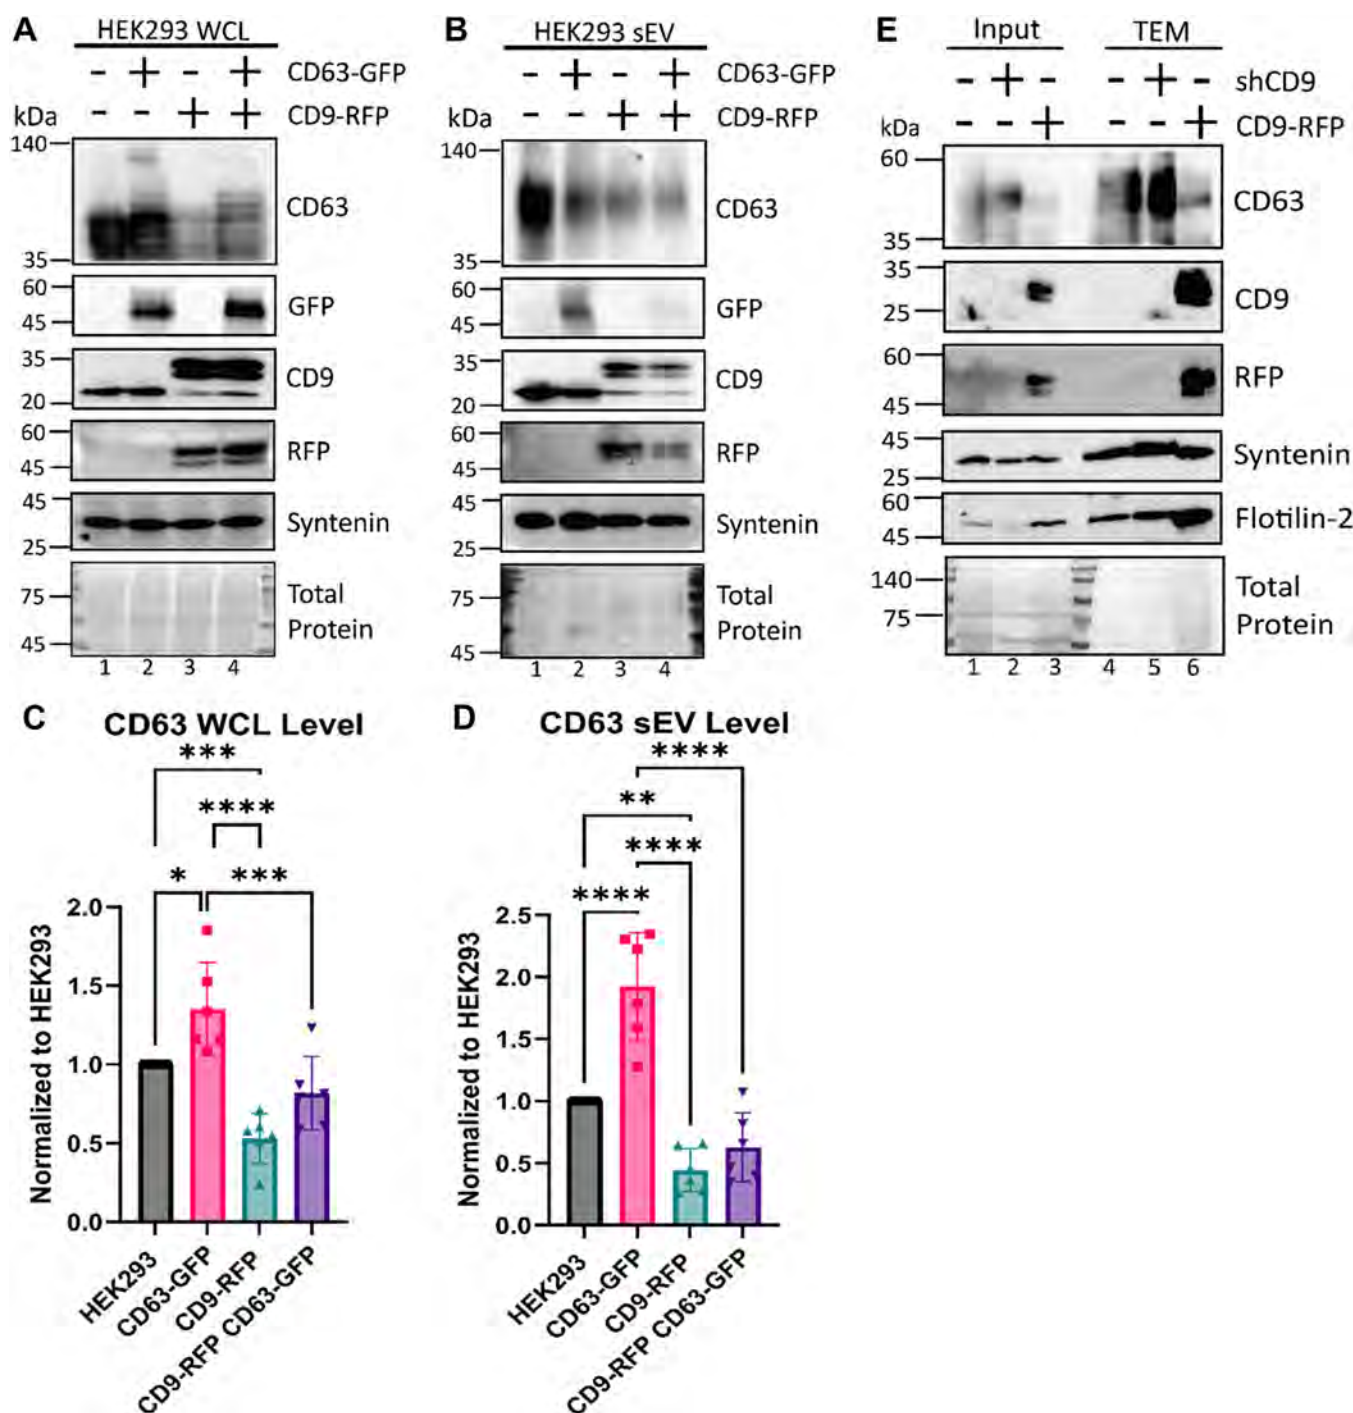 A
HEK293 WCL
- + - + CD63-GFP
kDa - - + + CD9-RFP
140
CD63
35
60
GFP
45
35
CD9
20
60
RFP
45
45
Syntenin
25
75
Total
Protein
45
1 2 3 4
B
HEK293 sEV
- + - + CD63-GFP
kDa - - + + CD9-RFP
140
CD63
35
60
GFP
45
35
CD9
20
60
RFP
45
45
Syntenin
25
75
Total
Protein
45
1 2 3 4
E
Input TEM
- + - - + - shCD9
kDa - - + - - + CD9-RFP
60
CD63
35
35
CD9
25
60
RFP
45
45
Syntenin
25
60
Flotilin-2
45
140
Total
75
Protein
1 2 3 4 5 6
C
CD63 WCL Level
***
****
* ***
Normalized to HEK293
2.0
1.5
1.0
0.5
0.0
HEK293
CD63-GFP
CD9-RFP
CD9-RFP CD63-GFP
D
CD63 sEV Level
****
**
****
****
Normalized to HEK293
2.5
2.0
1.5
1.0
0.5
0.0
HEK293
CD63-GFP
CD9-RFP
CD9-RFP CD63-GFP